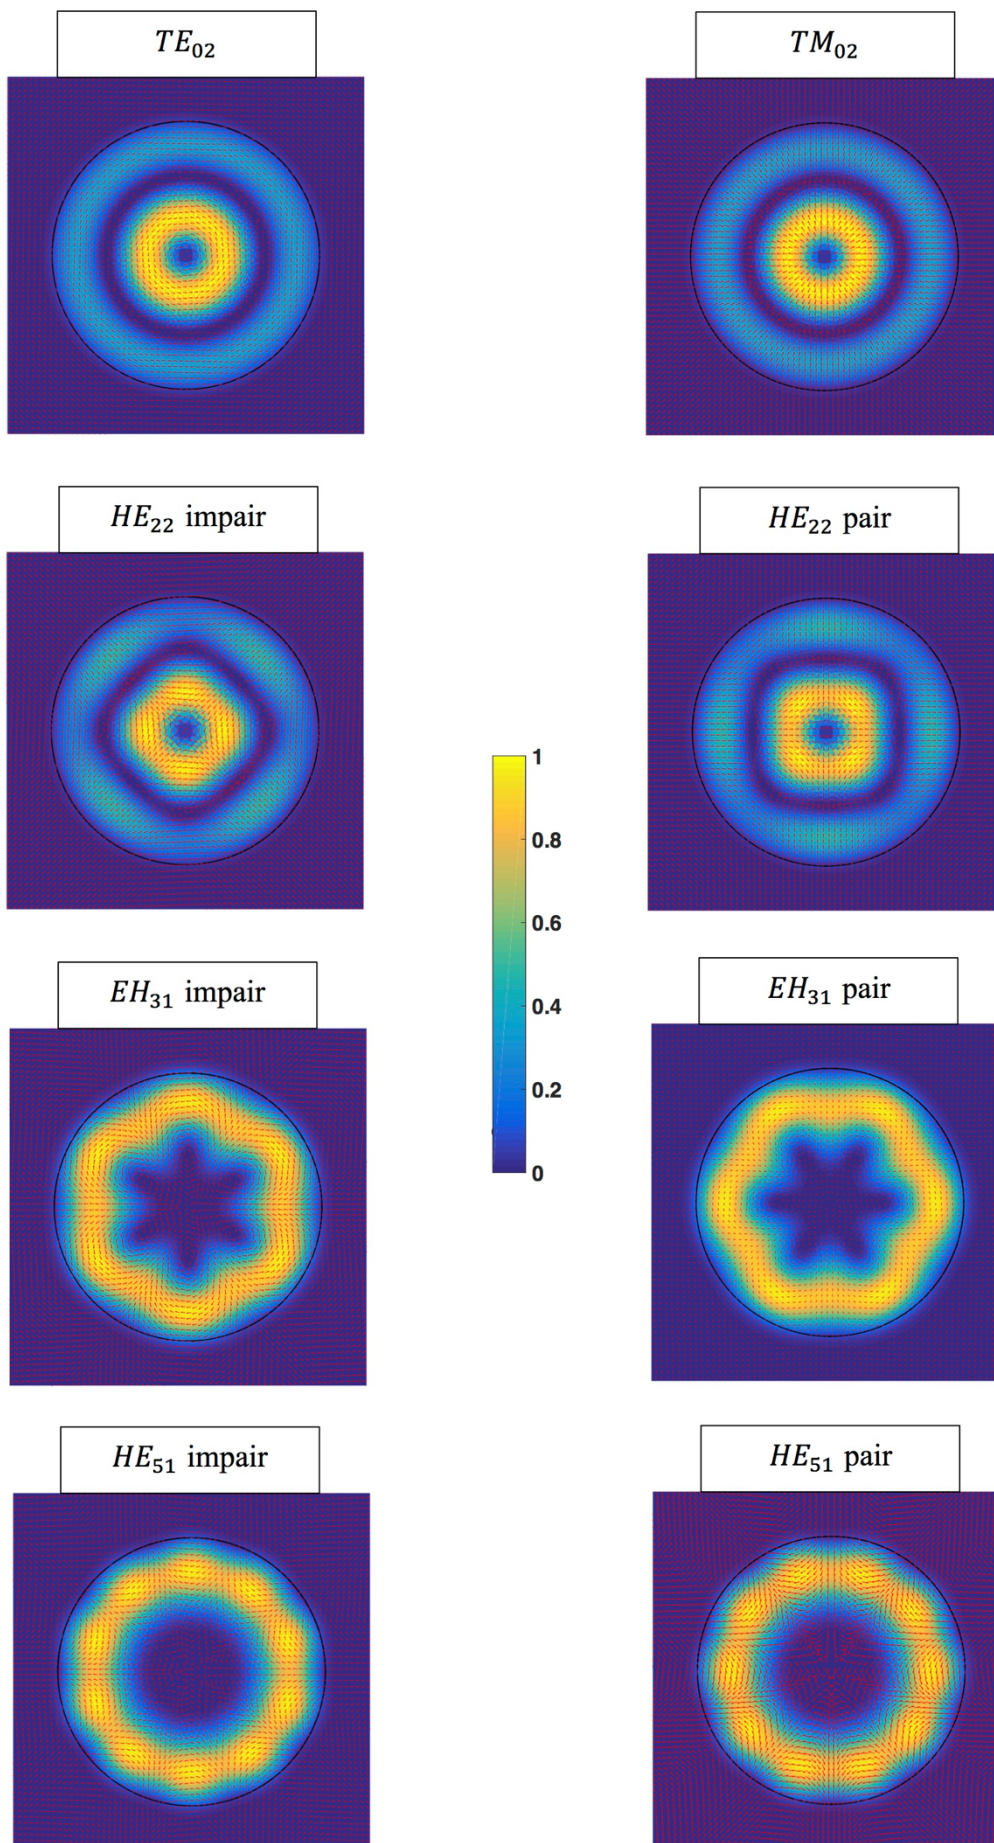 TE₀₂
TM₀₂
HE₂₂ impair
HE₂₂ pair
1
0.8
0.6
0.4
0.2
0
EH₃₁ impair
EH₃₁ pair
HE₅₁ impair
HE₅₁ pair